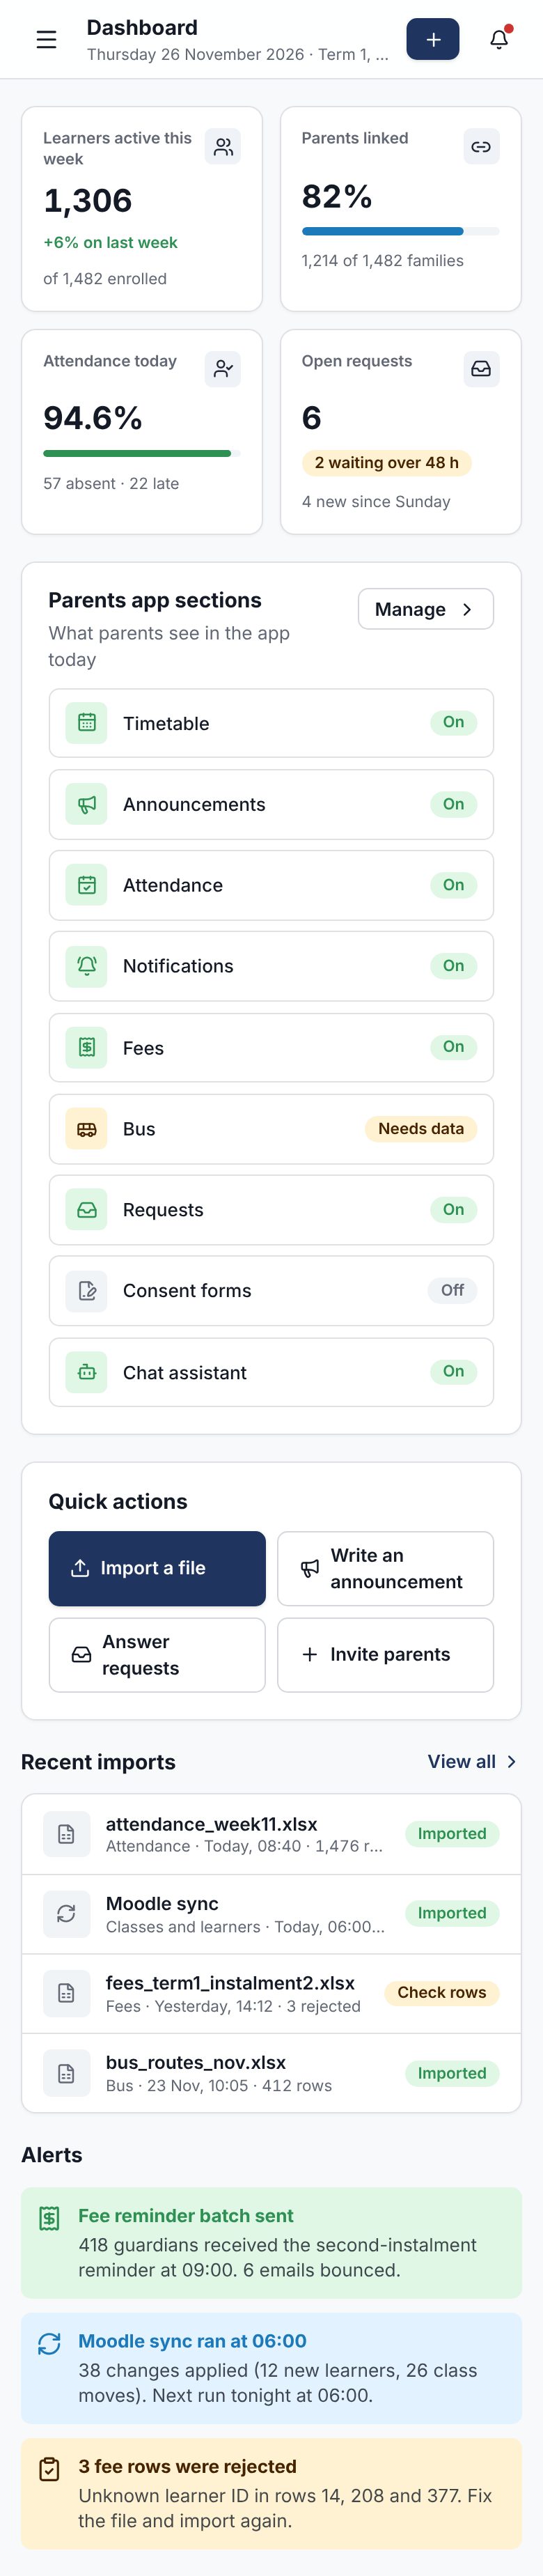 Dashboard
Thursday 26 November 2026 · Term 1, ...
Learners active this
week
1,306
+6% on last week
of 1,482 enrolled
Parents linked
82%
1,214 of 1,482 families
Attendance today
94.6%
57 absent · 22 late
Open requests
6
2 waiting over 48 h
4 new since Sunday
Parents app sections
What parents see in the app
today
Manage
Timetable
On
Announcements
On
Attendance
On
Notifications
On
Fees
On
Bus
Needs data
Requests
On
Consent forms
Off
Chat assistant
On
Quick actions
Import a file
Write an
announcement
Answer
requests
Invite parents
Recent imports
View all
attendance_week11.xlsx
Attendance · Today, 08:40 · 1,476 r...
Imported
Moodle sync
Classes and learners · Today, 06:00...
Imported
fees_term1_instalment2.xlsx
Fees · Yesterday, 14:12 · 3 rejected
Check rows
bus_routes_nov.xlsx
Bus · 23 Nov, 10:05 · 412 rows
Imported
Alerts
Fee reminder batch sent
418 guardians received the second-instalment
reminder at 09:00. 6 emails bounced.
Moodle sync ran at 06:00
38 changes applied (12 new learners, 26 class
moves). Next run tonight at 06:00.
3 fee rows were rejected
Unknown learner ID in rows 14, 208 and 377. Fix
the file and import again.